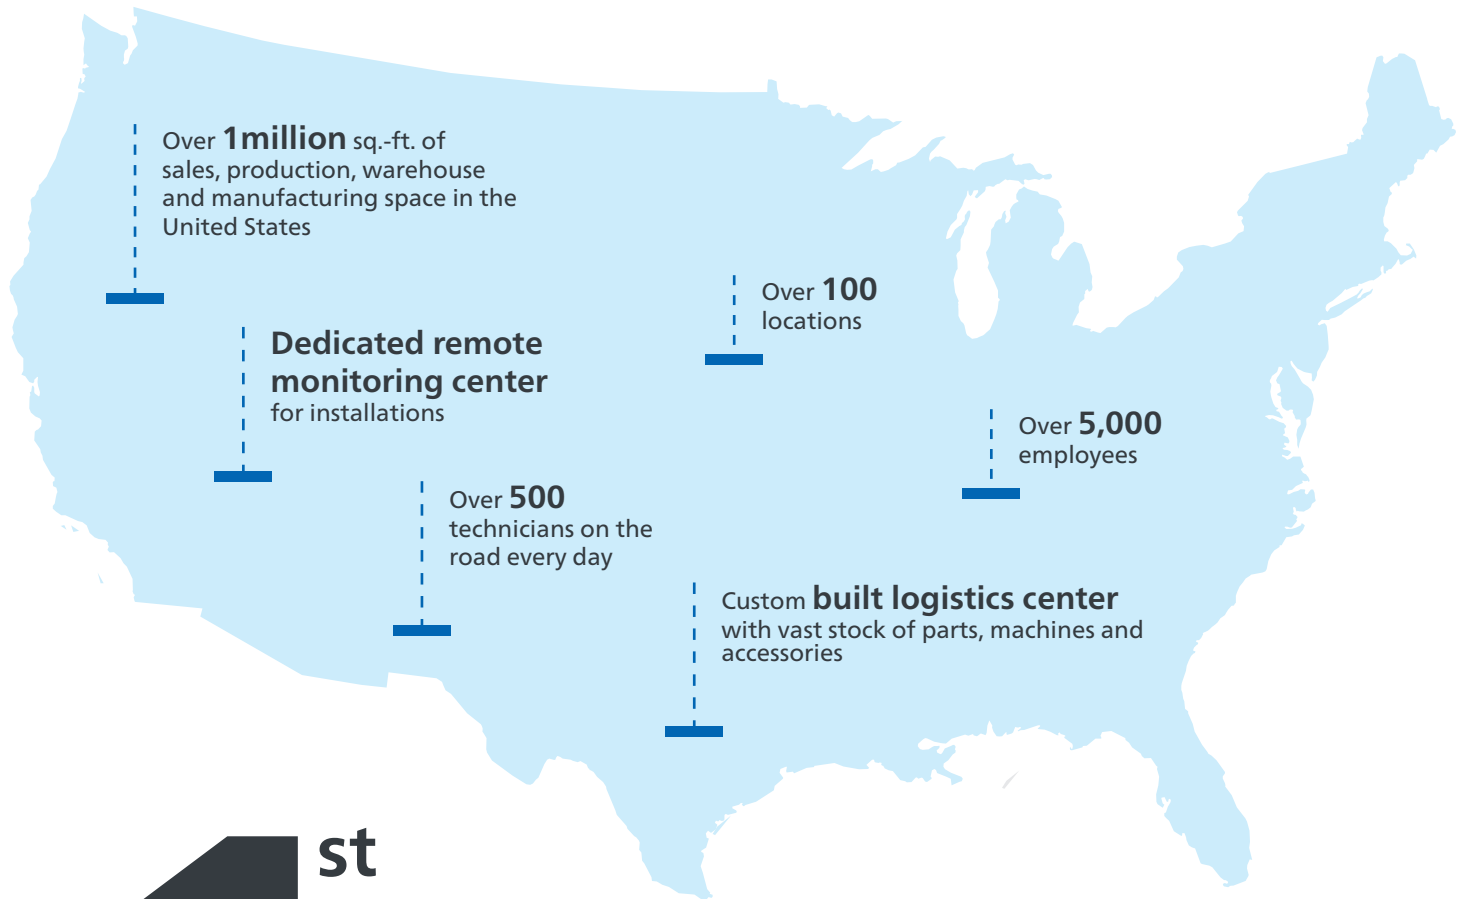 Over 1million sq.-ft. of
sales, production, warehouse
and manufacturing space in the
United States
Over 100
locations
Dedicated remote
monitoring center
for installations
Over 5,000
employees
Over 500
technicians on the
road every day
Custom built logistics center
with vast stock of parts, machines and
accessories
st